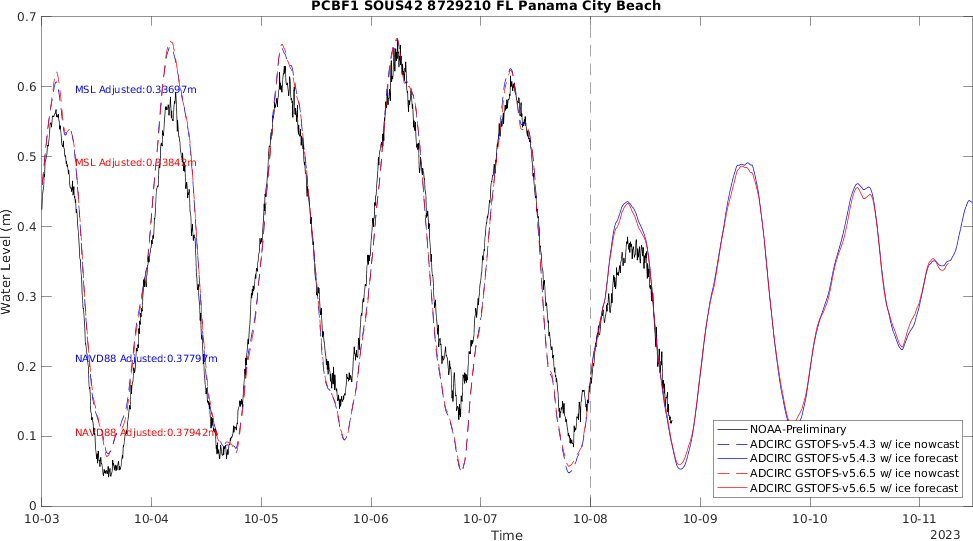 PCBF1 SOUS42 8729210 FL Panama City Beach
0.7
0.6
0.5
0.4
0.3
0.2
0.1
0
Water Level (m)
MSL Adjusted:0.33697m
MSL Adjusted:0.33842m
NAVD88 Adjusted:0.37797m
NAVD88 Adjusted:0.37942m
NOAA-Preliminary
ADCIRC GSTOFS-v5.4.3 w/ ice nowcast
ADCIRC GSTOFS-v5.4.3 w/ ice forecast
ADCIRC GSTOFS-v5.6.5 w/ ice nowcast
ADCIRC GSTOFS-v5.6.5 w/ ice forecast
10-03 10-04 10-05 10-06 10-07 10-08 10-09 10-10 10-11
Time
2023